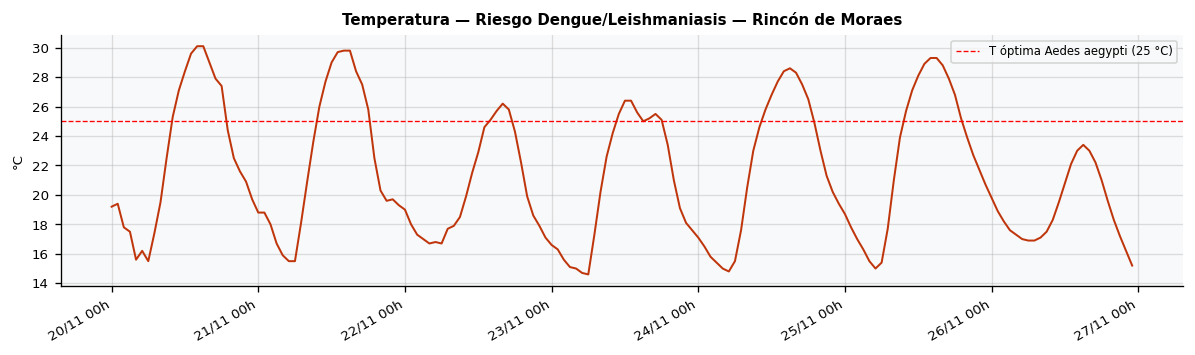 Temperatura — Riesgo Dengue/Leishmaniasis — Rincón de Moraes
T óptima Aedes aegypti (25 °C)
°C
30
28
26
24
22
20
18
16
14
20/11 00h
21/11 00h
22/11 00h
23/11 00h
24/11 00h
25/11 00h
26/11 00h
27/11 00h